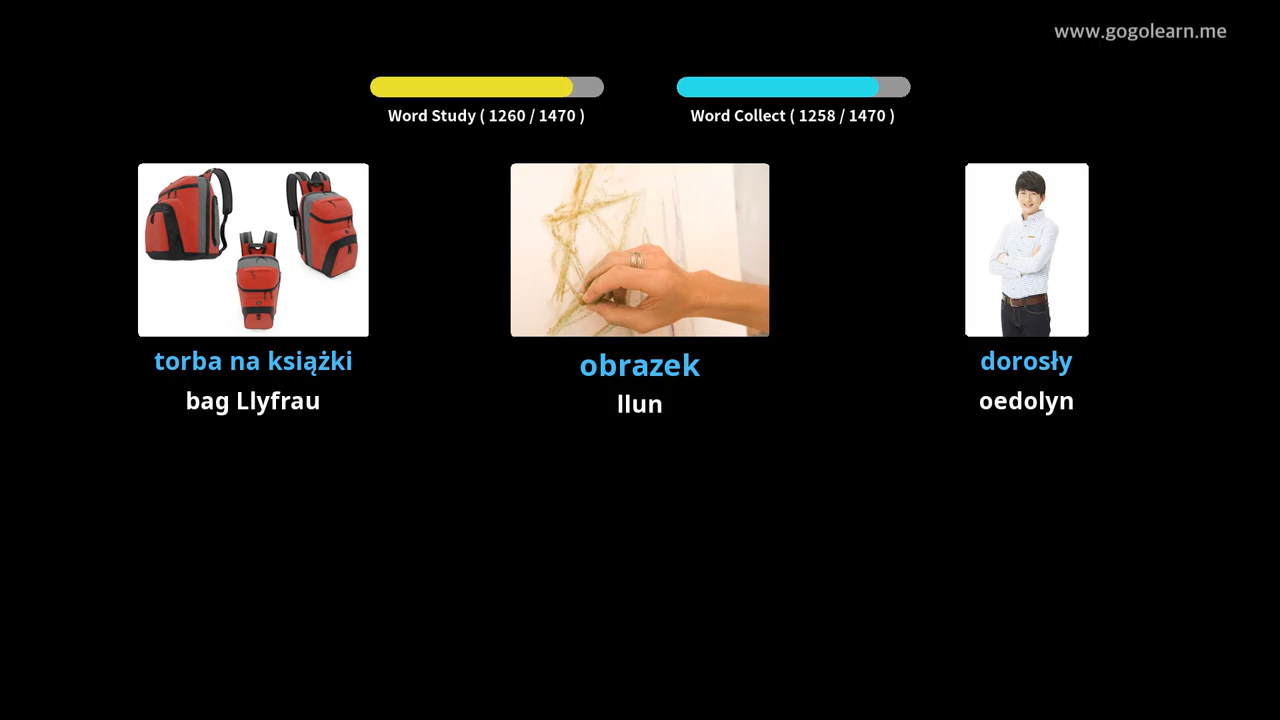 www.gogolearn.me
Word Study ( 1260 / 1470 )
Word Collect ( 1258 / 1470 )
torba na książki
bag Llyfrau
obrazek
llun
dorosły
oedolyn